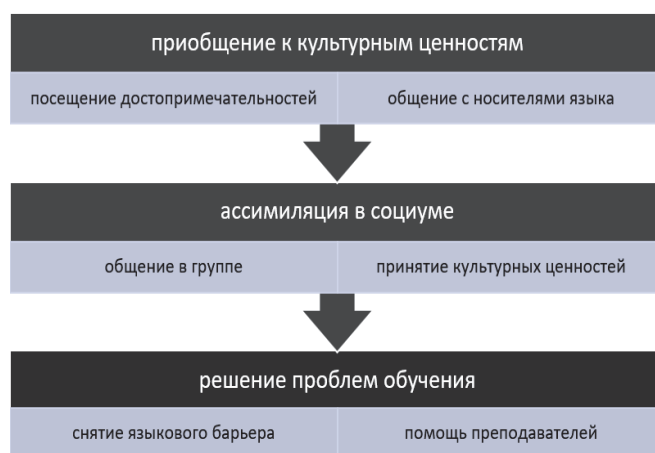 приобщение к культурным ценностям
посещение достопримечательностей
общение с носителями языка
ассимиляция в социуме
общение в группе
принятие культурных ценностей
решение проблем обучения
снятие языкового барьера
помощь преподавателей